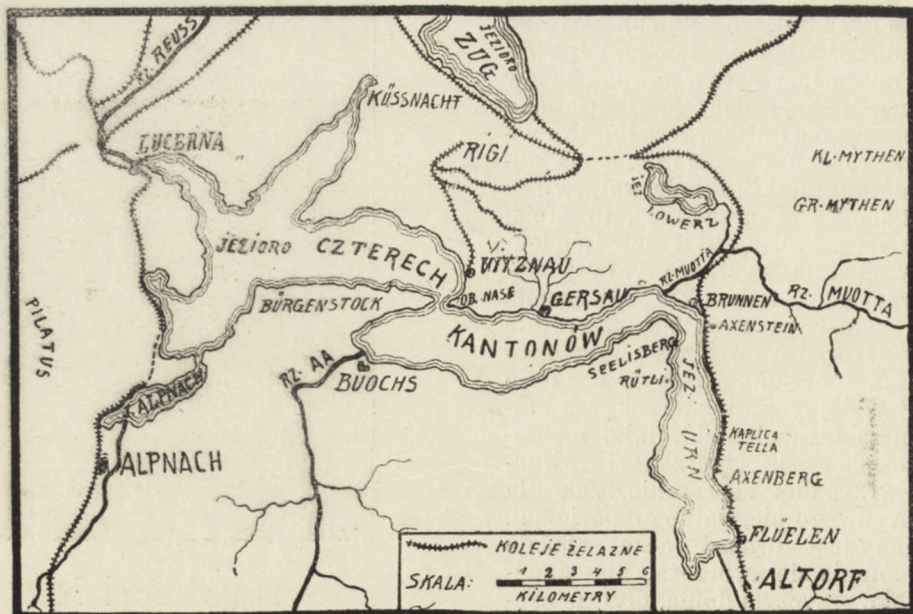 RZ. REUSS
JEZIORO
ZUG
KÜSSNACHT
LUCERNA
RIGI
KL·MYTHEN
JEZ.
LOWERZ
GR·MYTHEN
JEZIORO CZTERECH
KANTONÓW
VITZNAU
RZ·MUOTTA
OB. NASE
GERSAU
BRUNNEN
RZ. MUOTTA
BÜRGENSTOCK
AXENSTEIN
PILATUS
SEELISBERG
RÜTLI.
RZ. AA
BUOCHS
J. ALPNACH
JEZ. URN
KAPLICA
TELLA
ALPNACH
AXENBERG
FLÜELEN
ALTORF
KOLEJE ŻELAZNE
SKALA:
1 2 3 4 5 6
KILOMETRY